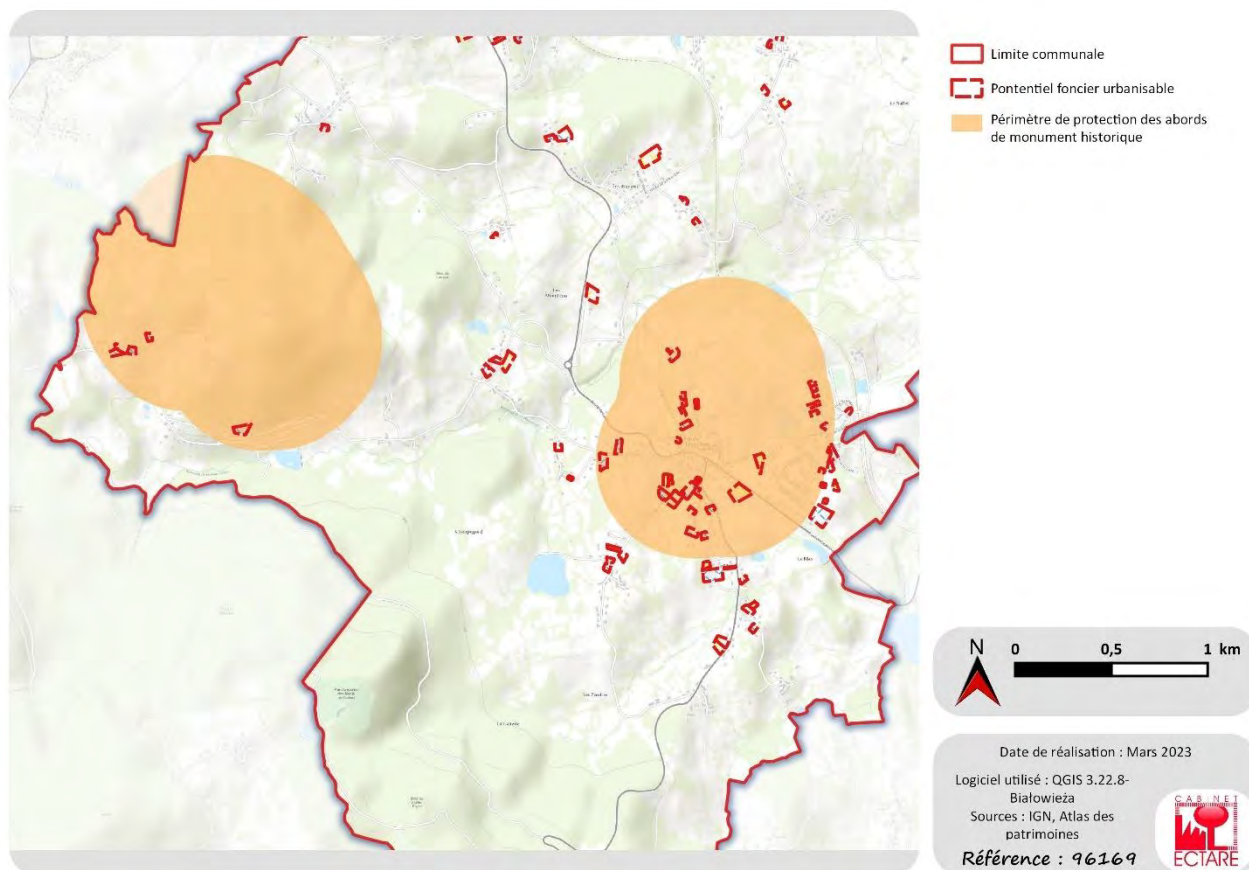 Limite communale
Pontentiel foncier urbanisable
Périmètre de protection des abords
de monument historique
N
0 0,5 1 km
Date de réalisation : Mars 2023
Logiciel utilisé : QGIS 3.22.8-
Białowieża
Sources : IGN, Atlas des
patrimoines
Référence : 96169
CABINET
ECTARE